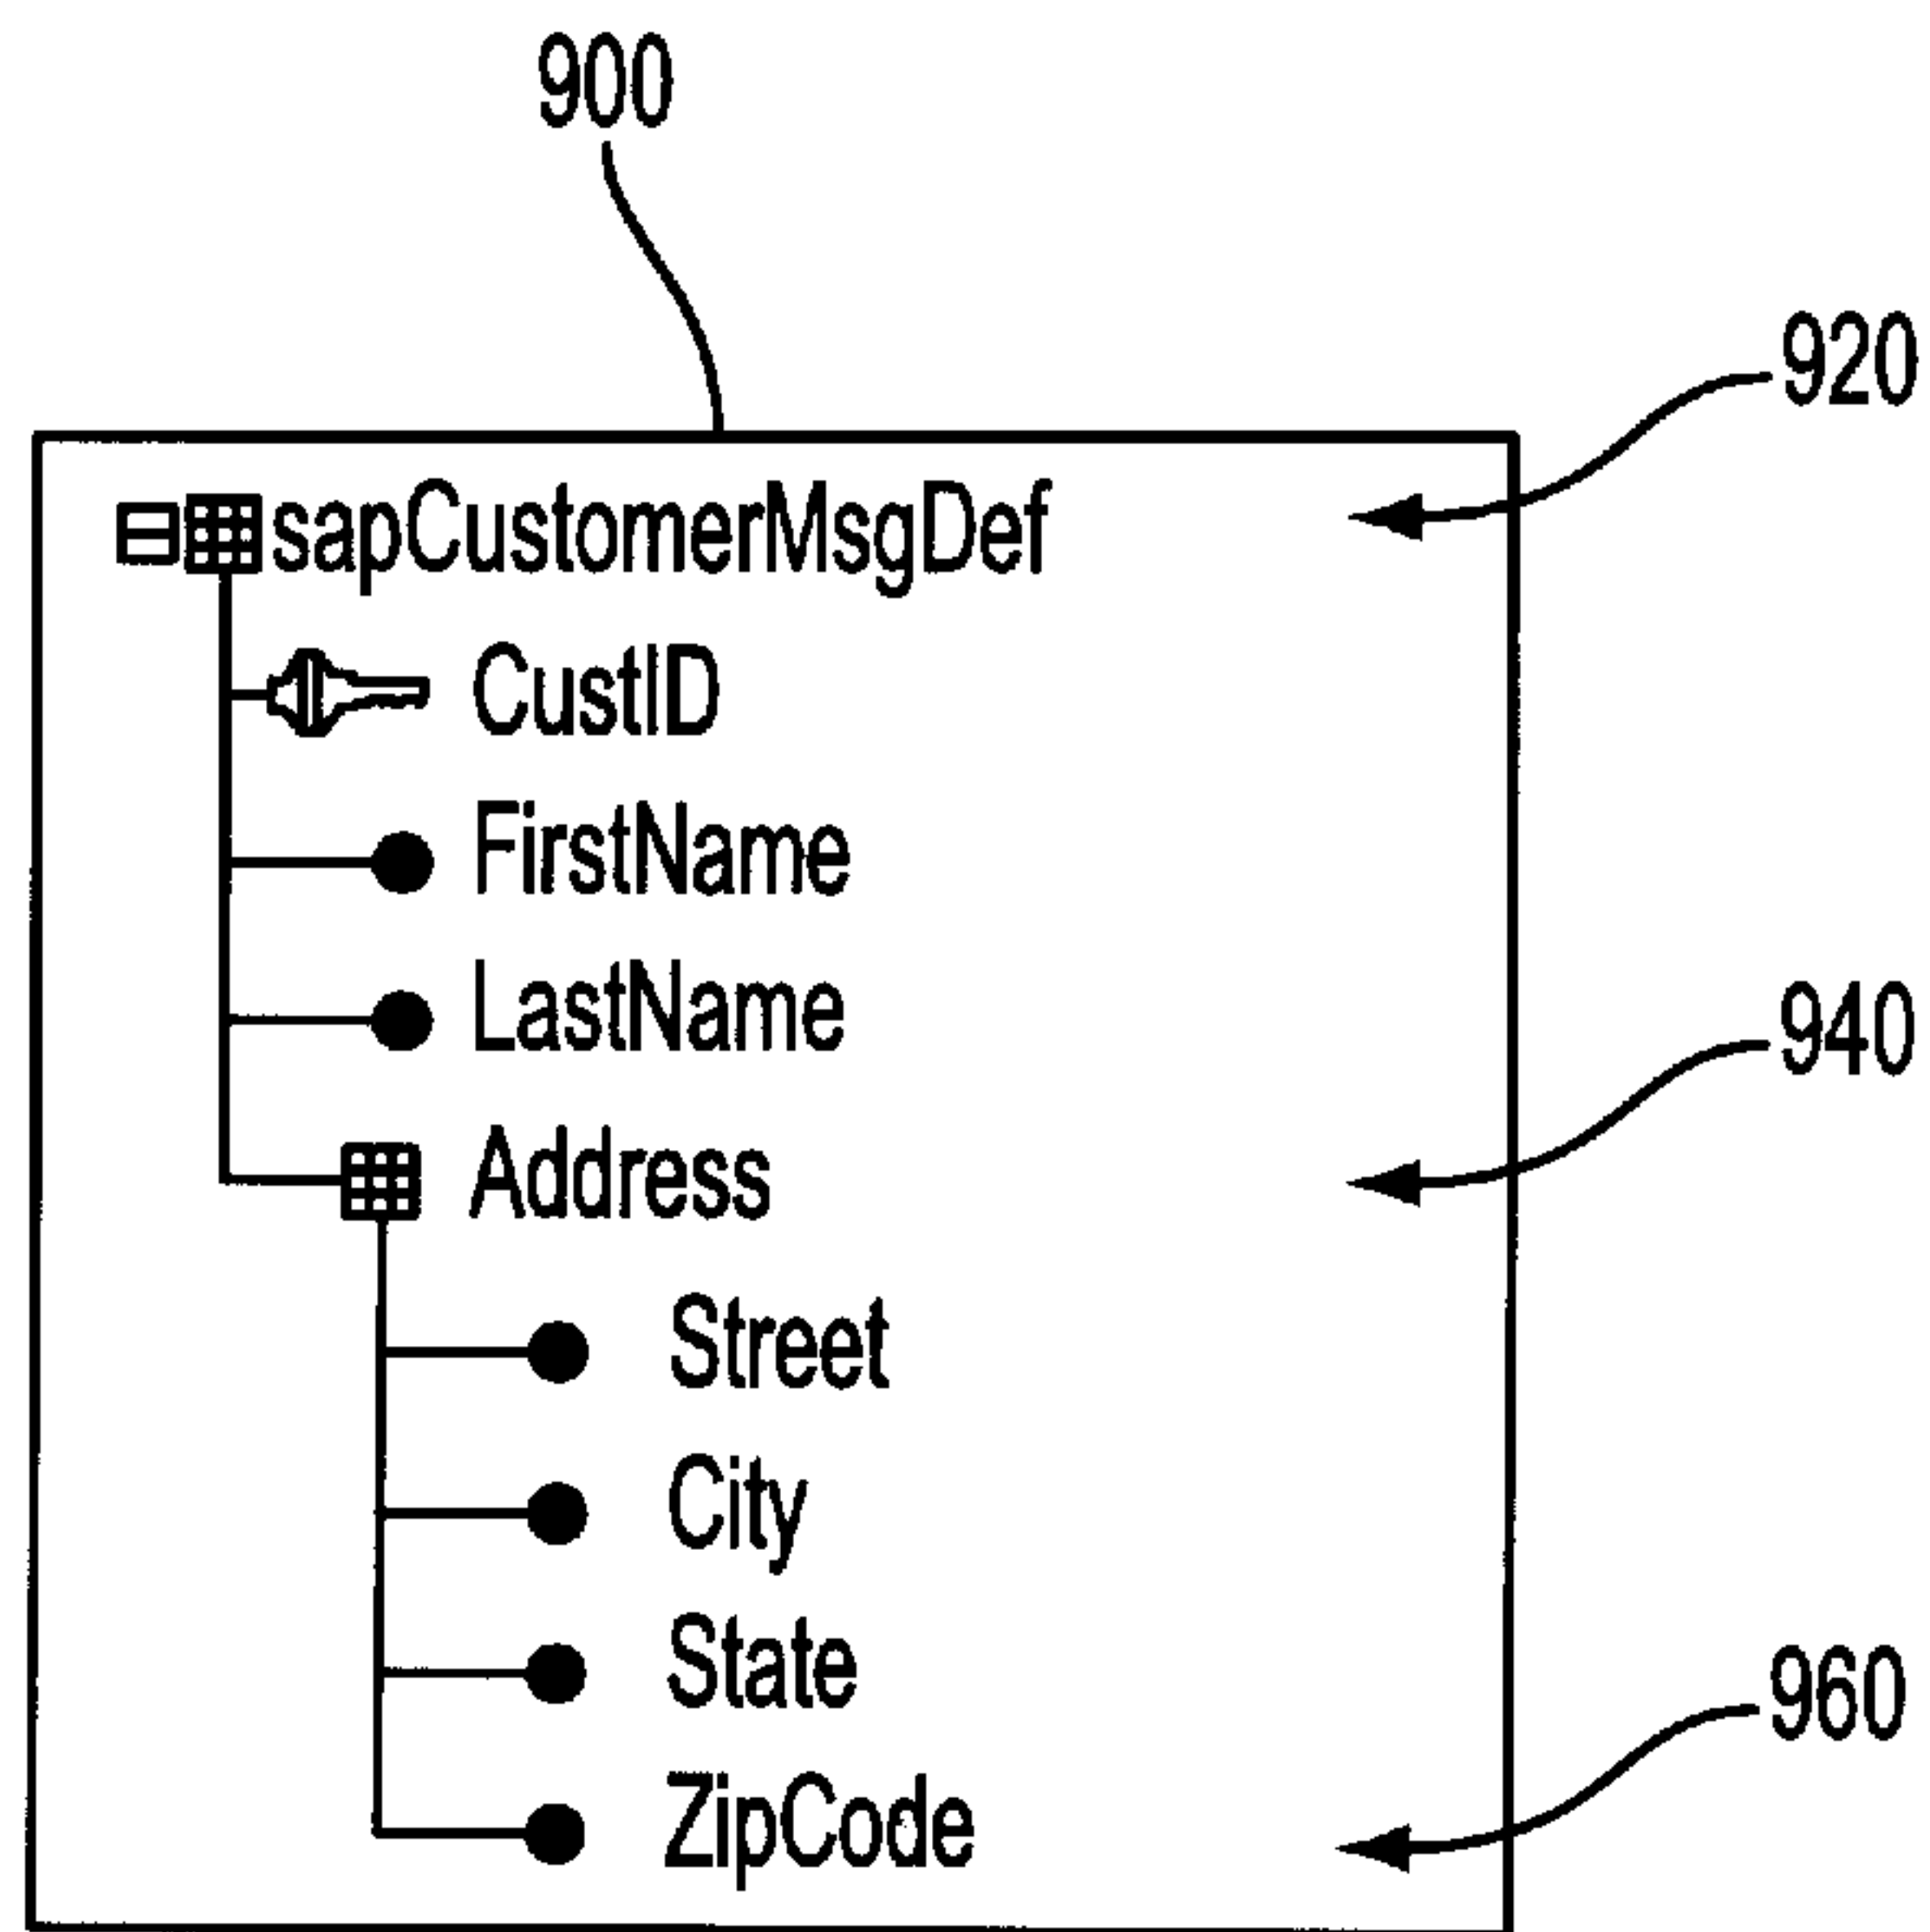 900
920
sapCustomerMsgDef
CustID
FirstName
LastName
940
Address
Street
City
State
960
ZipCode